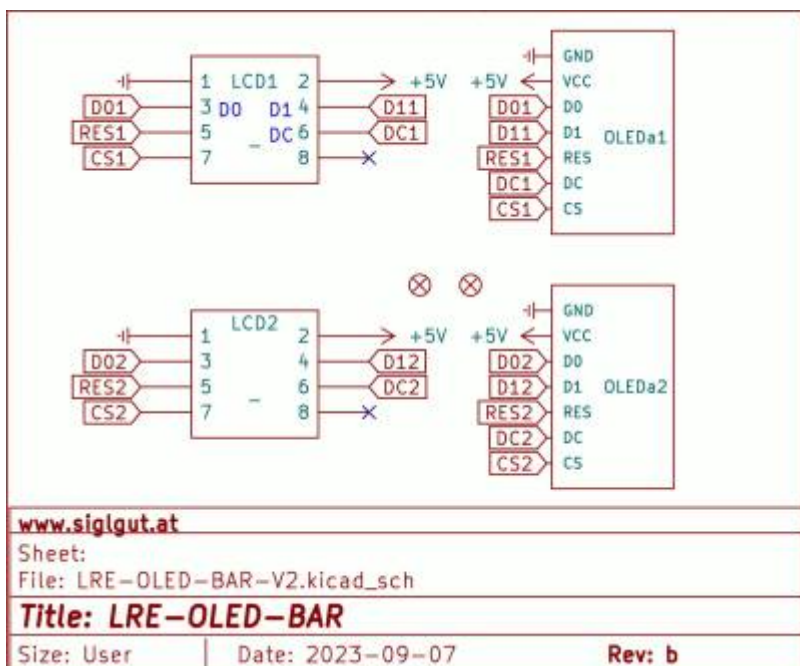 GND
1 LCD1 2 +5V +5V VCC
D01 3 D0 D1 4 D11 D01 D0
RES1 5 DC 6 DC1 D11 D1 OLEDa1
CS1 7 _ 8 RES1 RES
DC1 DC
CS1 CS
GND
1 LCD2 2 +5V +5V VCC
D02 3 4 D12 D02 D0
RES2 5 6 DC2 D12 D1 OLEDa2
CS2 7 _ 8 RES2 RES
DC2 DC
CS2 CS
www.siglgut.at
Sheet:
File: LRE-OLED-BAR-V2.kicad_sch
Title: LRE-OLED-BAR
Size: User Date: 2023-09-07 Rev: b